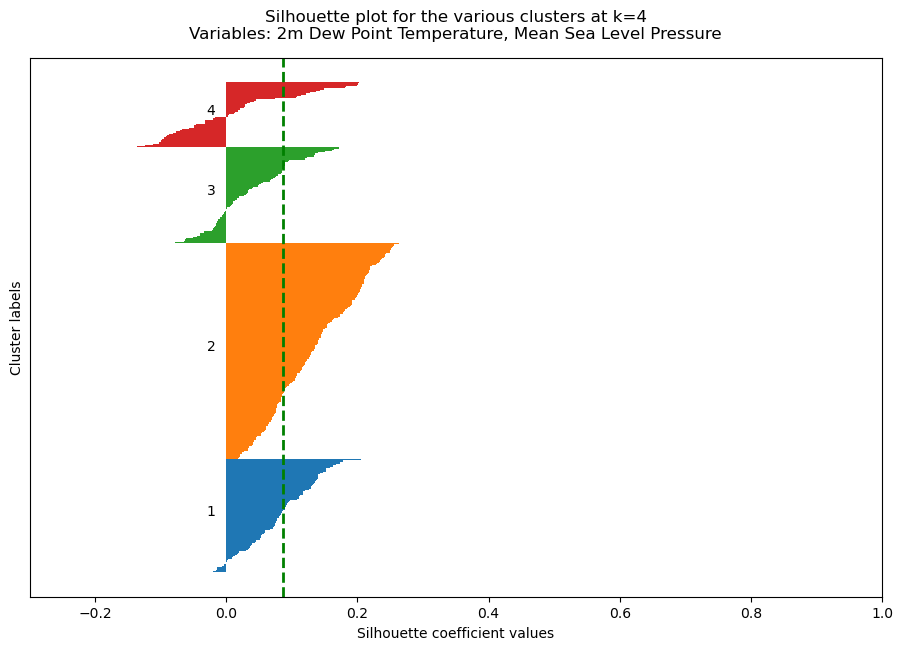 Silhouette plot for the various clusters at k=4
Variables: 2m Dew Point Temperature, Mean Sea Level Pressure
Cluster labels
4
3
2
1
−0.2
0.0
0.2
0.4
0.6
0.8
1.0
Silhouette coefficient values